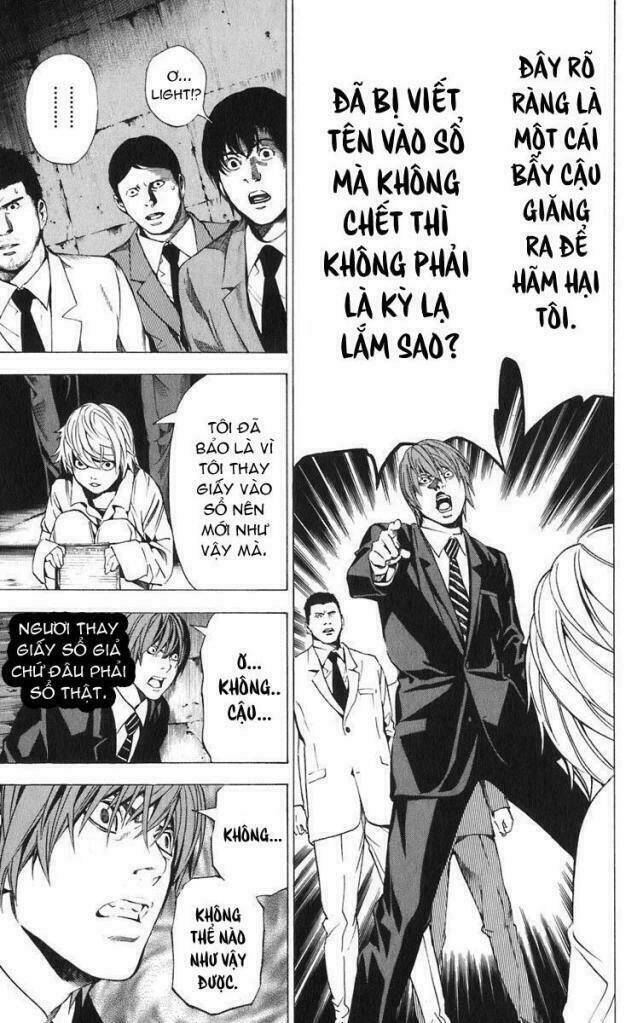 ĐÂY RÕ
RÀNG LÀ
MỘT CÁI
BẪY CẬU
GIĂNG
RA ĐỂ
HÃM HẠI
TÔI.
ĐÃ BỊ VIẾT
TÊN VÀO SỔ
MÀ KHÔNG
CHẾT THÌ
KHÔNG PHẢI
LÀ KỲ LẠ
LẮM SAO?
Ơ...
LIGHT!?
TÔI ĐÃ
BẢO LÀ VÌ
TÔI THAY
GIẤY VÀO
SỔ NÊN
MỚI NHƯ
VẬY MÀ.
Ơ...
KHÔNG..
CẬU...
NGƯƠI THAY
GIẤY SỔ GIẢ
CHỨ ĐÂU PHẢI
SỔ THẬT.
KHÔNG...
KHÔNG
THỂ NÀO
NHƯ VẬY
ĐƯỢC.